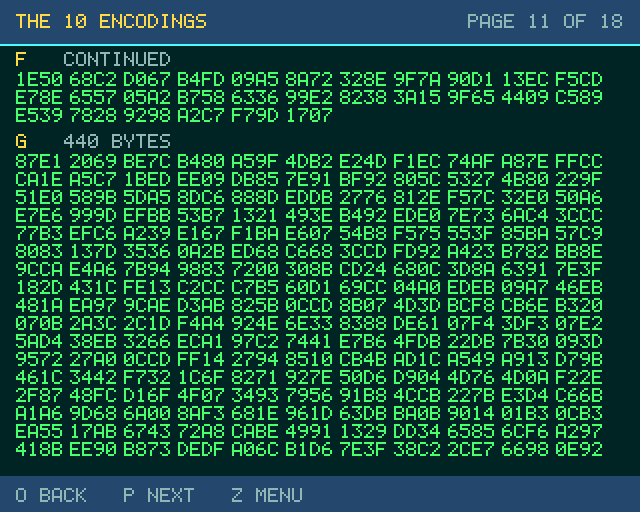 THE 10 ENCODINGS PAGE 11 OF 18
F CONTINUED
1E50 68C2 D067 B4FD 09A5 8A72 328E 9F7A 90D1 13EC F5CD
E78E 6557 05A2 B758 6336 99E2 8238 3A15 9F65 4409 C589
E539 7828 9298 A2C7 F79D 1707
G 440 BYTES
87E1 2069 BE7C B480 A59F 4DB2 E24D F1EC 74AF A87E FFCC
CA1E A5C7 1BED EE09 DB85 7E91 BF92 805C 5327 4B80 229F
51E0 589B 5DA5 8DC6 888D EDDB 2776 812E F57C 32E0 50A6
E7E6 999D EFBB 53B7 1321 493E B492 EDE0 7E73 6AC4 3CCC
77B3 EFC6 A239 E167 F1BA E607 54B8 F575 553F 85BA 57C9
8083 137D 3536 0A2B ED68 C668 3CCD FD92 A423 B782 BB8E
9CCA E4A6 7B94 9883 7200 308B CD24 680C 3D8A 6391 7E3F
182D 431C FE13 C2CC C7B5 60D1 69CC 04A0 EDEB 09A7 46EB
481A EA97 9CAE D3AB 825B 0CCD 8B07 4D3D BCF8 CB6E B320
070B 2A3C 2C1D F4A4 924E 6E33 8388 DE61 07F4 3DF3 07E2
5AD4 38EB 3266 ECA1 97C2 7441 E7B6 4FDB 22DB 7B30 093D
9572 27A0 0CCD FF14 2794 8510 CB4B AD1C A549 A913 D79B
461C 3442 F732 1C6F 8271 927E 50D6 D904 4D76 4D0A F22E
2F87 48FC D16F 4F07 3493 7956 91B8 4CCB 227B E3D4 C66B
A1A6 9D68 6A00 8AF3 681E 961D 63DB BA0B 9014 01B3 0CB3
EA55 17AB 6743 72A8 CABE 4991 1329 DD34 6585 6CF6 A297
418B EE90 B873 DEDF A06C B1D6 7E3F 38C2 2CE7 6698 0E92
O BACK P NEXT Z MENU